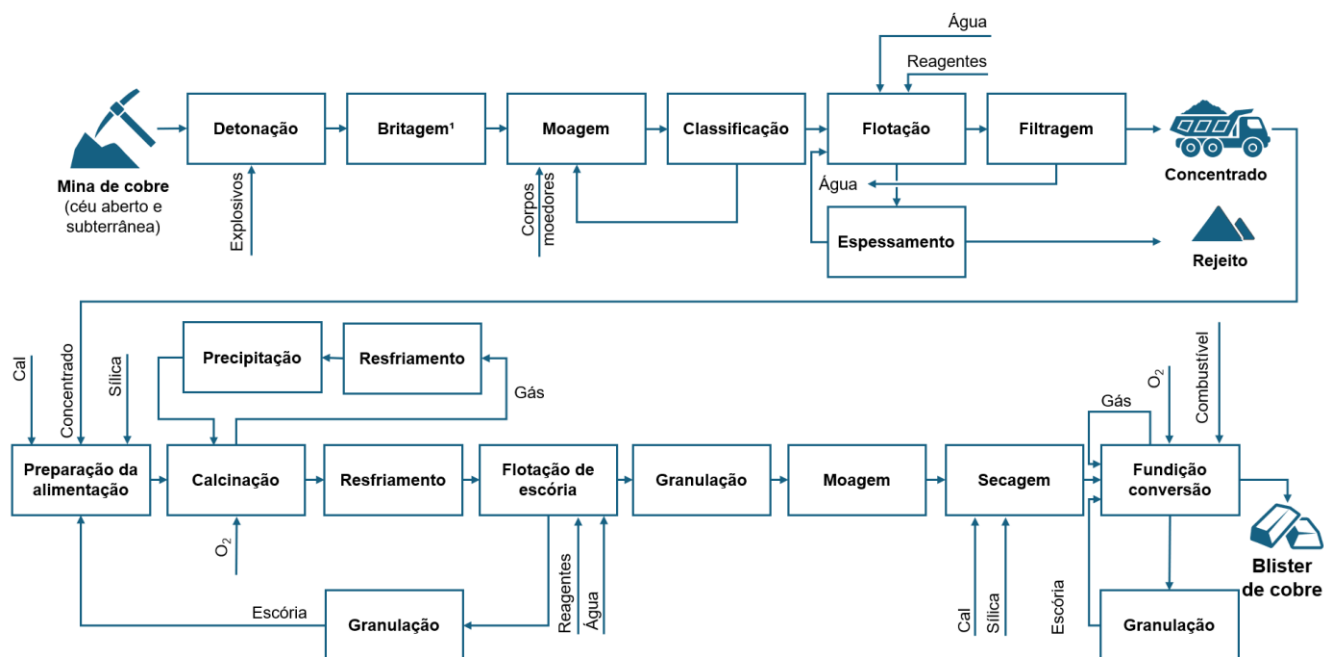 Água
Reagentes
Detonação
Britagem¹
Moagem
Classificação
Flotação
Filtragem
Mina de cobre
(céu aberto e
subterrânea)
Explosivos
Corpos
moedores
Água
Concentrado
Espessamento
Rejeito
Precipitação
Resfriamento
Cal
Concentrado
Sílica
Gás
O₂
Combustível
Gás
Preparação da
alimentação
Calcinação
Resfriamento
Flotação de
escória
Granulação
Moagem
Secagem
Fundição
conversão
O₂
Reagentes
Água
Cal
Sílica
Escória
Blister
de cobre
Escória
Granulação
Granulação